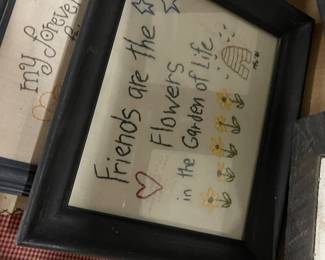 my forever
Friends are the
Flowers
in the Garden of Life